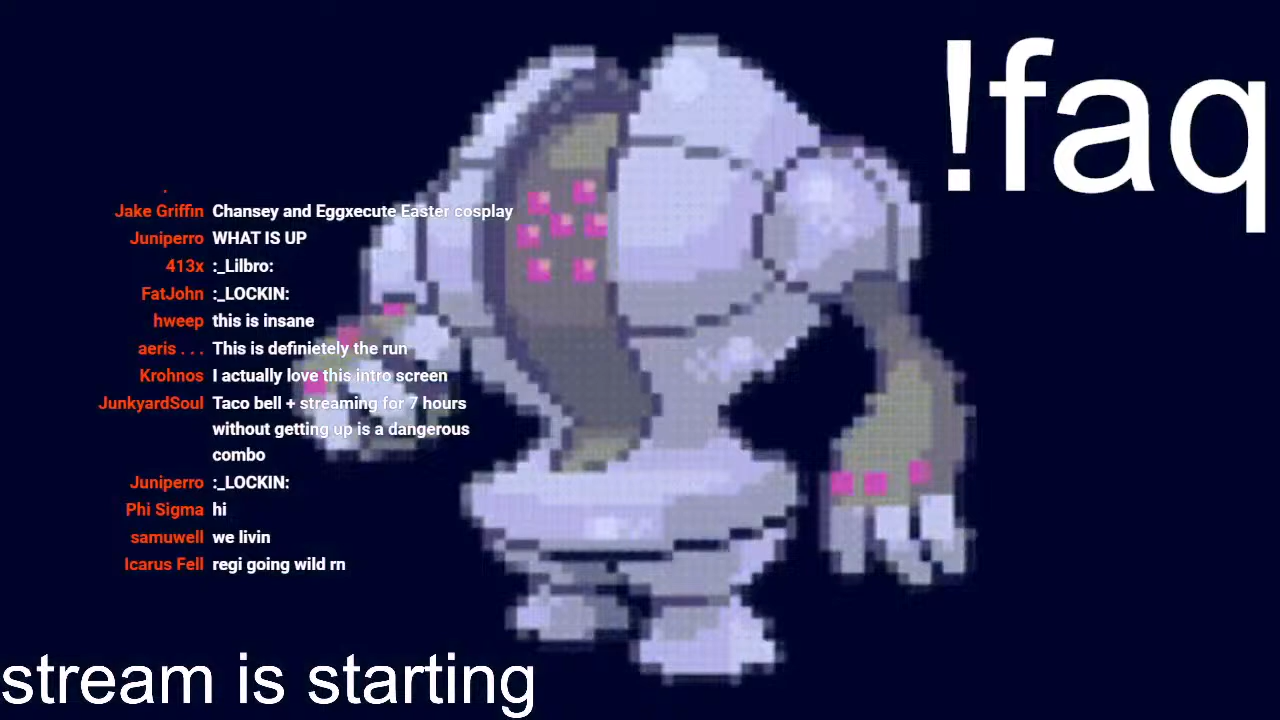 !faq
Jake Griffin Chansey and Eggxecute Easter cosplay
Juniperro WHAT IS UP
413x :_Lilbro:
FatJohn :_LOCKIN:
hweep this is insane
aeris . . . This is definietely the run
Krohnos I actually love this intro screen
JunkyardSoul Taco bell + streaming for 7 hours
without getting up is a dangerous
combo
Juniperro :_LOCKIN:
Phi Sigma hi
samuwell we livin
Icarus Fell regi going wild rn
stream is starting